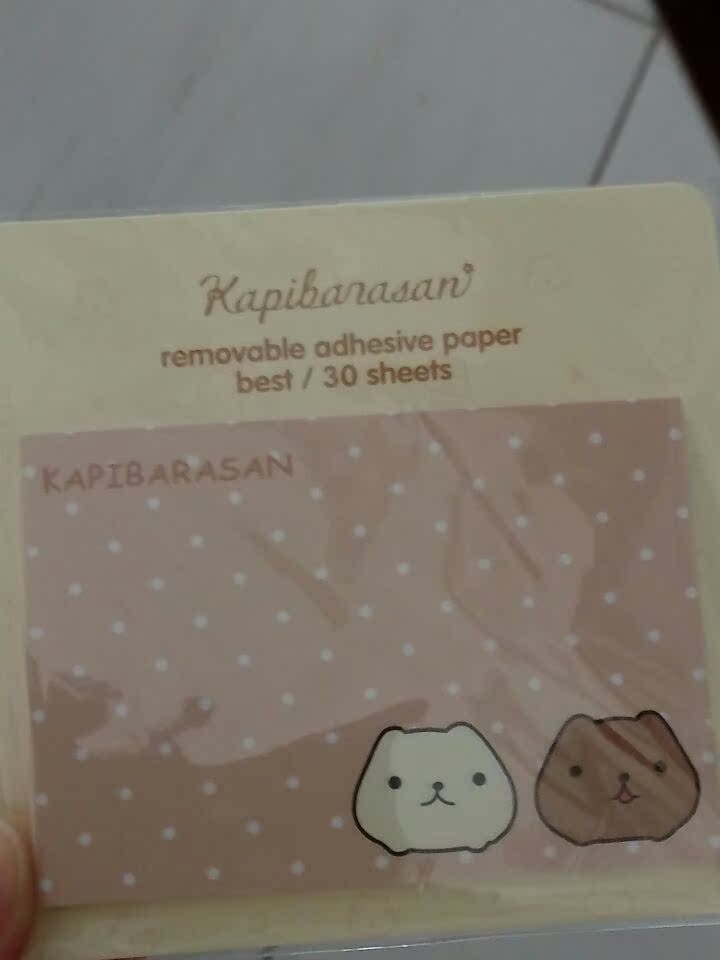 Kapibarasan
removable adhesive paper
best / 30 sheets
KAPIBARASAN